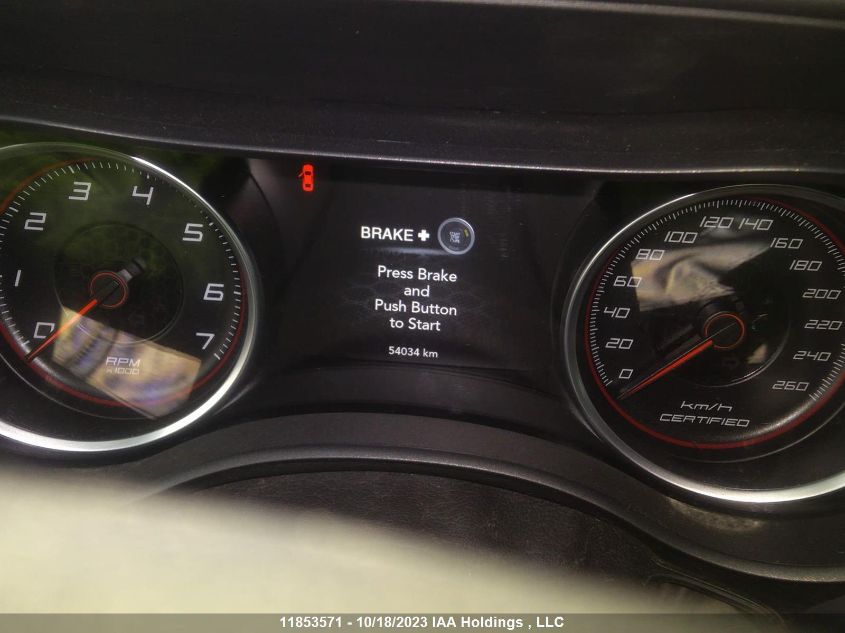 0 1 2 3 4 5 6 7
RPM
x1000
BRAKE +
Press Brake
and
Push Button
to Start
54034 km
0 20 40 60 80 100 120 140 160 180 200 220 240 260
km/h
CERTIFIED
11853571 - 10/18/2023 IAA Holdings , LLC